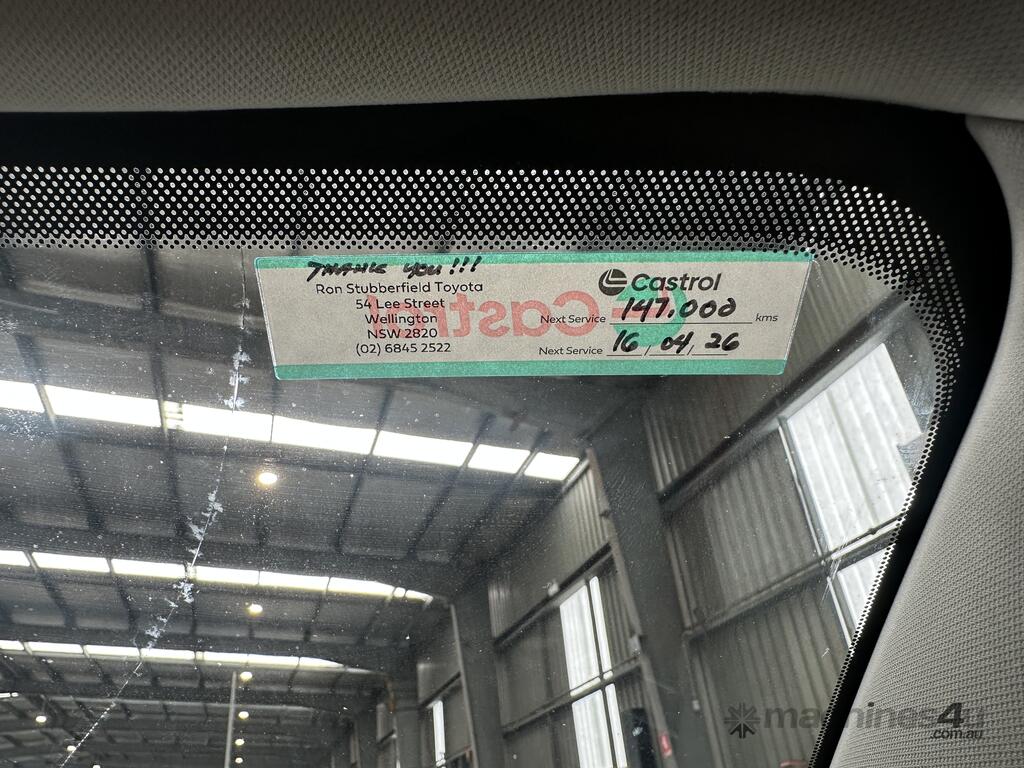 THANK YOU!!!
Ron Stubberfield Toyota
54 Lee Street
Wellington
NSW 2820
(02) 6845 2522
Castrol
Next Service 147.000 kms
Next Service 16/04/26
Castrol
machines4u
.com.au